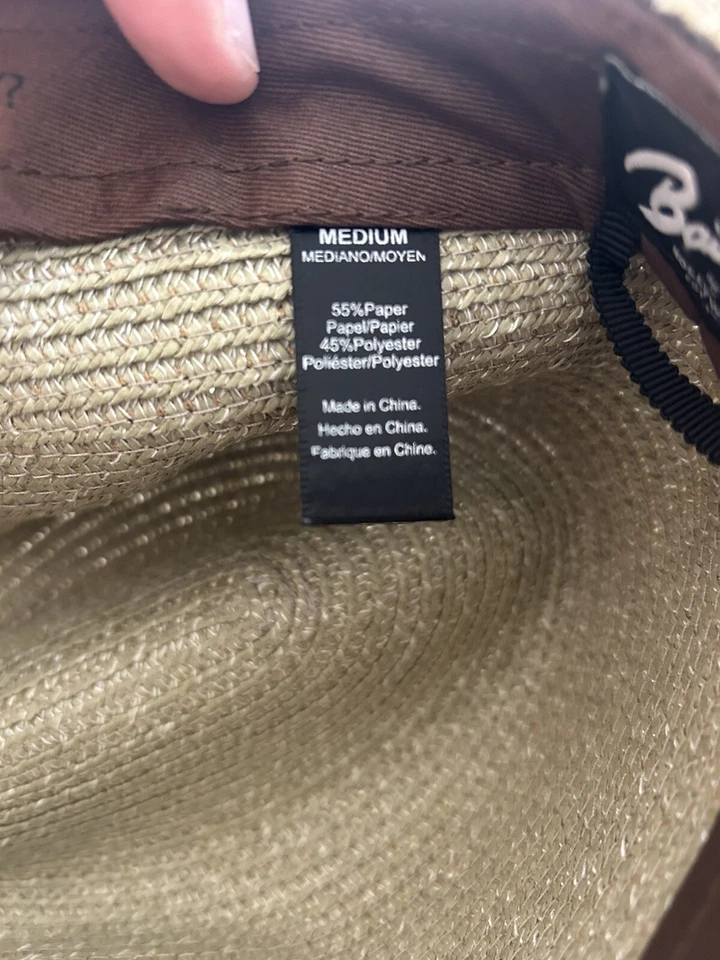 ?
MEDIUM
MEDIANO/MOYEN
55%Paper
Papel/Papier
45%Polyester
Poliéster/Polyester
Made in China.
Hecho en China.
Fabrique en Chine.